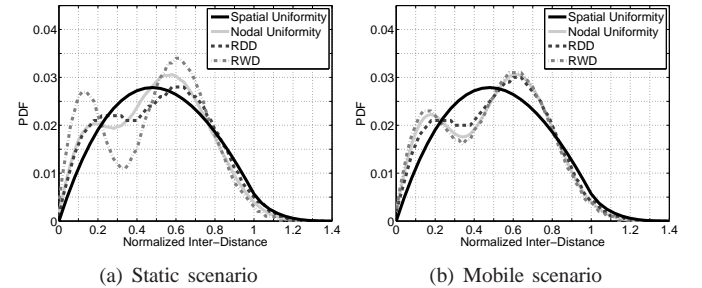 0.04
0.03
0.02
0.01
0
PDF
Spatial Uniformity
Nodal Uniformity
RDD
RWD
0 0.2 0.4 0.6 0.8 1 1.2 1.4
Normalized Inter-Distance
(a) Static scenario
0.04
0.03
0.02
0.01
0
PDF
Spatial Uniformity
Nodal Uniformity
RDD
RWD
0 0.2 0.4 0.6 0.8 1 1.2 1.4
Normalized Inter-Distance
(b) Mobile scenario